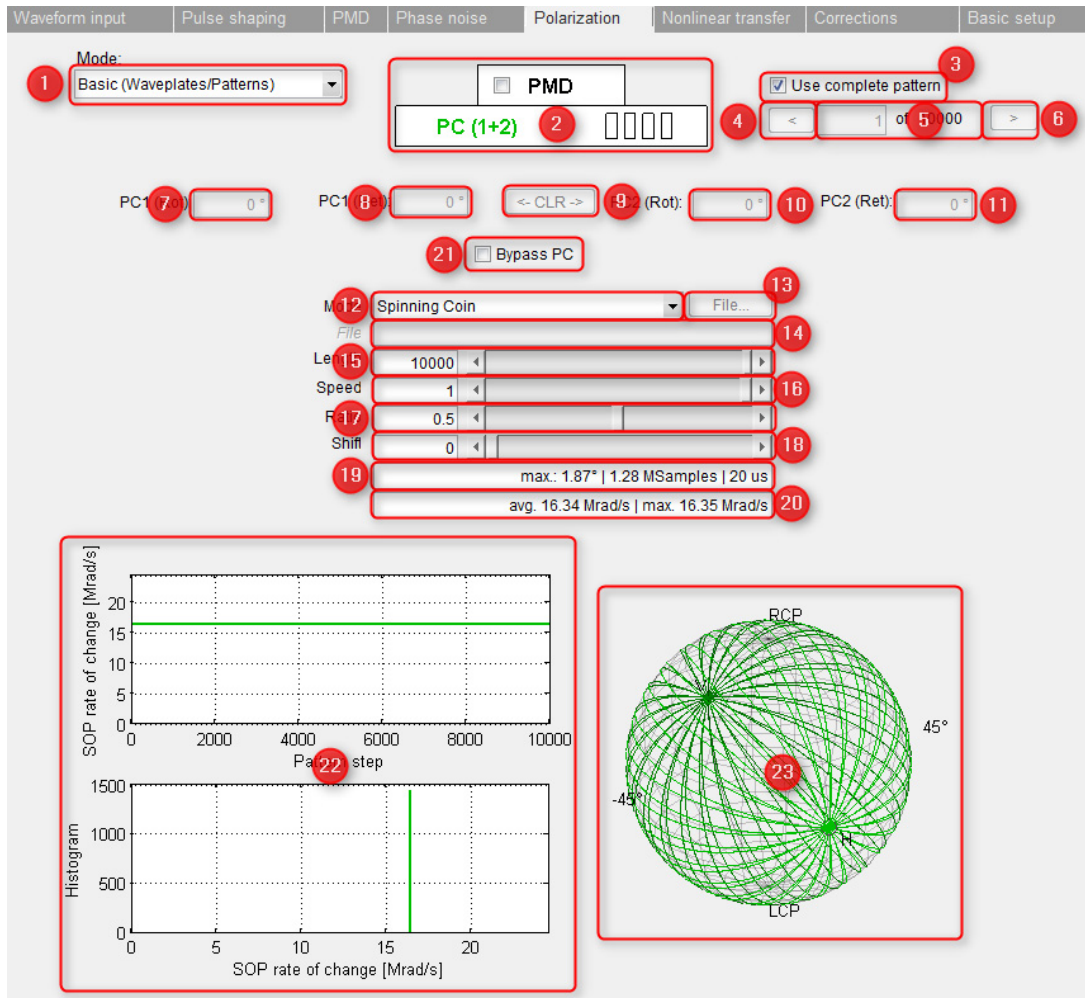 Waveform input Pulse shaping PMD Phase noise Polarization Nonlinear transfer Corrections Basic setup
Mode:
1 Basic (Waveplates/Patterns)
PMD
PC (1+2) 2
3
Use complete pattern
4 < 1 of 5 > 6
PC1 7 0 ° PC1 8 0 ° <- CLR -> 9 (Rot): 0 ° 10 PC2 (Ret): 0 ° 11
21 Bypass PC
12 Spinning Coin 13 File...
File 14
15 10000
Speed 1 16
17 0.5
Shift 0 18
19 max.: 1.87° | 1.28 MSamples | 20 us
avg. 16.34 Mrad/s | max. 16.35 Mrad/s 20
SOP rate of change [Mrad/s]
20
15
10
5
0
0 2000 4000 6000 8000 10000
22 step
Histogram
1500
1000
500
0
0 5 10 15 20
SOP rate of change [Mrad/s]
RCP
V
45°
23
-45°
H
LCP